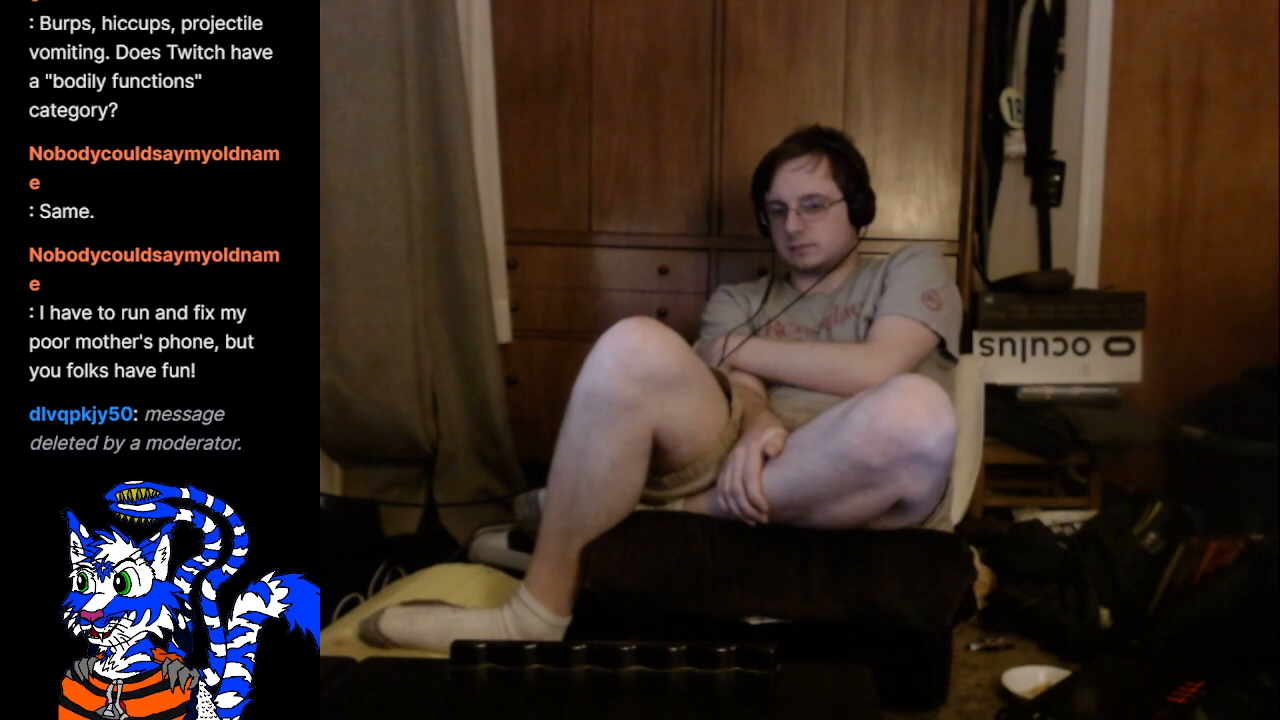 : Burps, hiccups, projectile
vomiting. Does Twitch have
a "bodily functions"
category?
Nobodycouldsaymyoldnam
e
: Same.
Nobodycouldsaymyoldnam
e
: I have to run and fix my
poor mother's phone, but
you folks have fun!
dlvqpkjy50: message
deleted by a moderator.
18
oculus